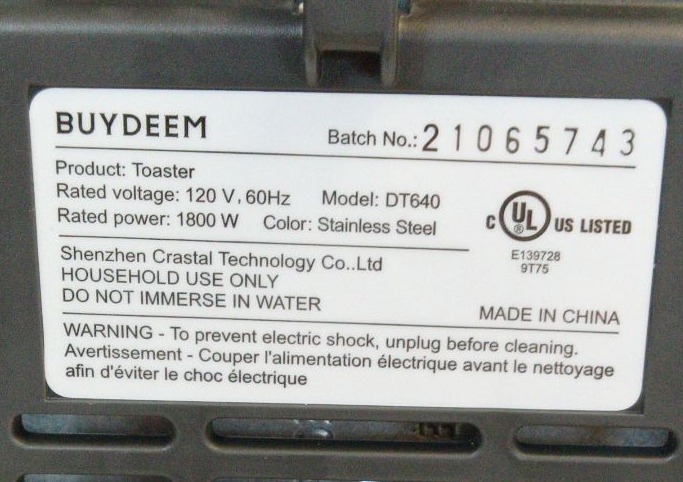 BUYDEEM
Batch No.: 21065743
Product: Toaster
Rated voltage: 120 V, 60Hz Model: DT640
Rated power: 1800 W Color: Stainless Steel
C UL ® US LISTED
E139728
9T75
Shenzhen Crastal Technology Co..Ltd
HOUSEHOLD USE ONLY
DO NOT IMMERSE IN WATER
MADE IN CHINA
WARNING - To prevent electric shock, unplug before cleaning.
Avertissement - Couper l'alimentation électrique avant le nettoyage
afin d'éviter le choc électrique